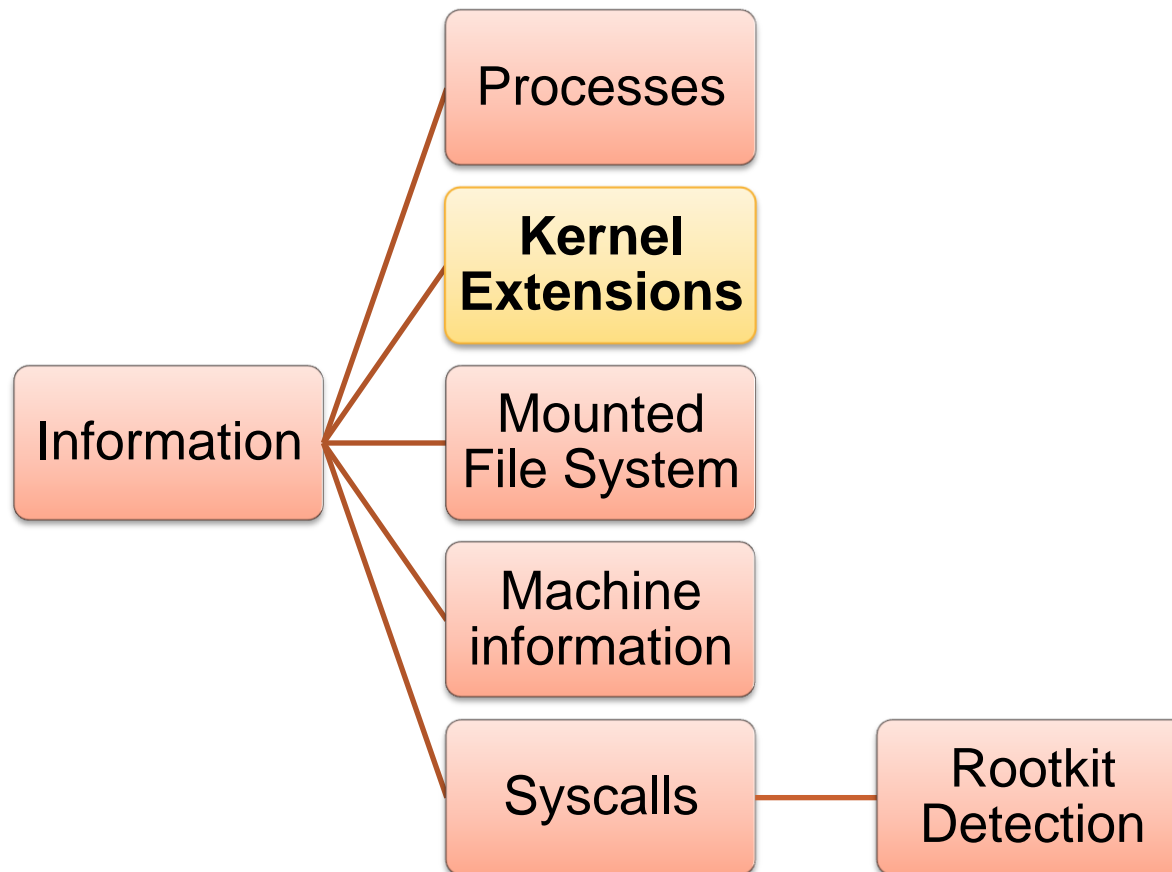 Processes
Kernel
Extensions
Information
Mounted
File System
Machine
information
Syscalls
Rootkit
Detection